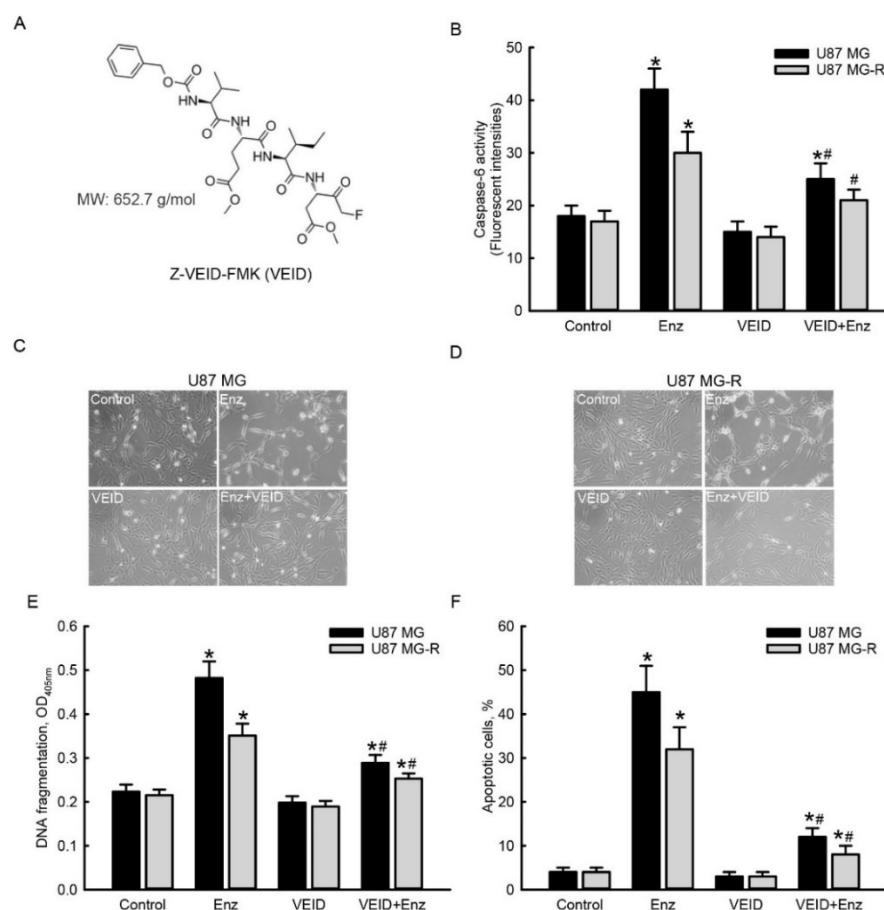 A
O
O
NH
O
NH
O
O
O
HN
O
NH
O
F
O
O
MW: 652.7 g/mol
Z-VEID-FMK (VEID)
B
U87 MG
U87 MG-R
Caspase-6 activity
(Fluorescent intensities)
50
40
30
20
10
0
*
*
*#
#
Control Enz VEID VEID+Enz
C
U87 MG
Control Enz
VEID Enz+VEID
D
U87 MG-R
Control Enz
VEID Enz+VEID
E
U87 MG
U87 MG-R
DNA fragmentation, OD405nm
0.6
0.5
0.4
0.3
0.2
0.1
0.0
*
*
*#
*#
Control Enz VEID VEID+Enz
F
U87 MG
U87 MG-R
Apoptotic cells, %
60
50
40
30
20
10
0
*
*
*#
*#
Control Enz VEID VEID+Enz